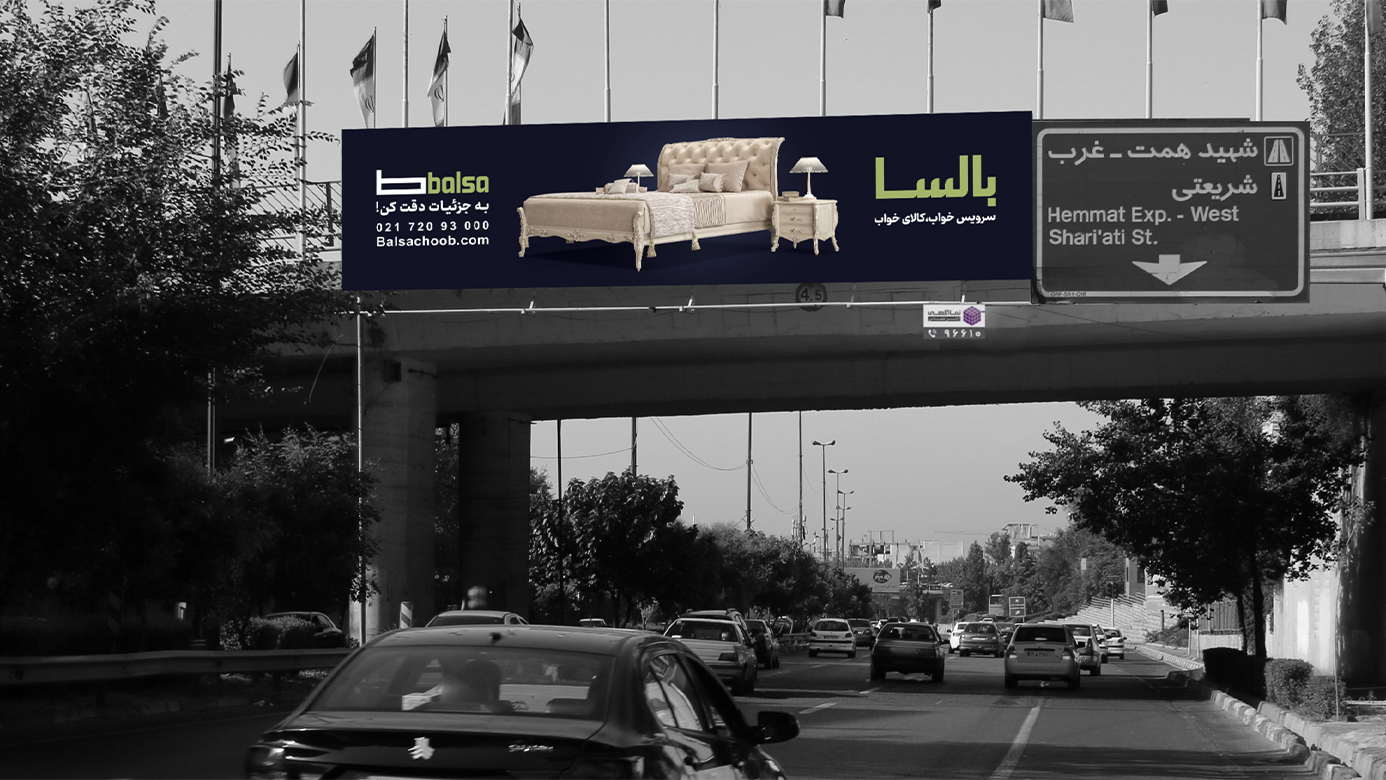 balsa
به جزئیات دقت کن!
021 720 93 000
Balsachoob.com
بالسا
سرویس خواب،کالای خواب
شهید همت ـ غرب
شریعتی
Hemmat Exp. - West
Shari'ati St.
4.5
نماآگهی
۹۶۶۱۰